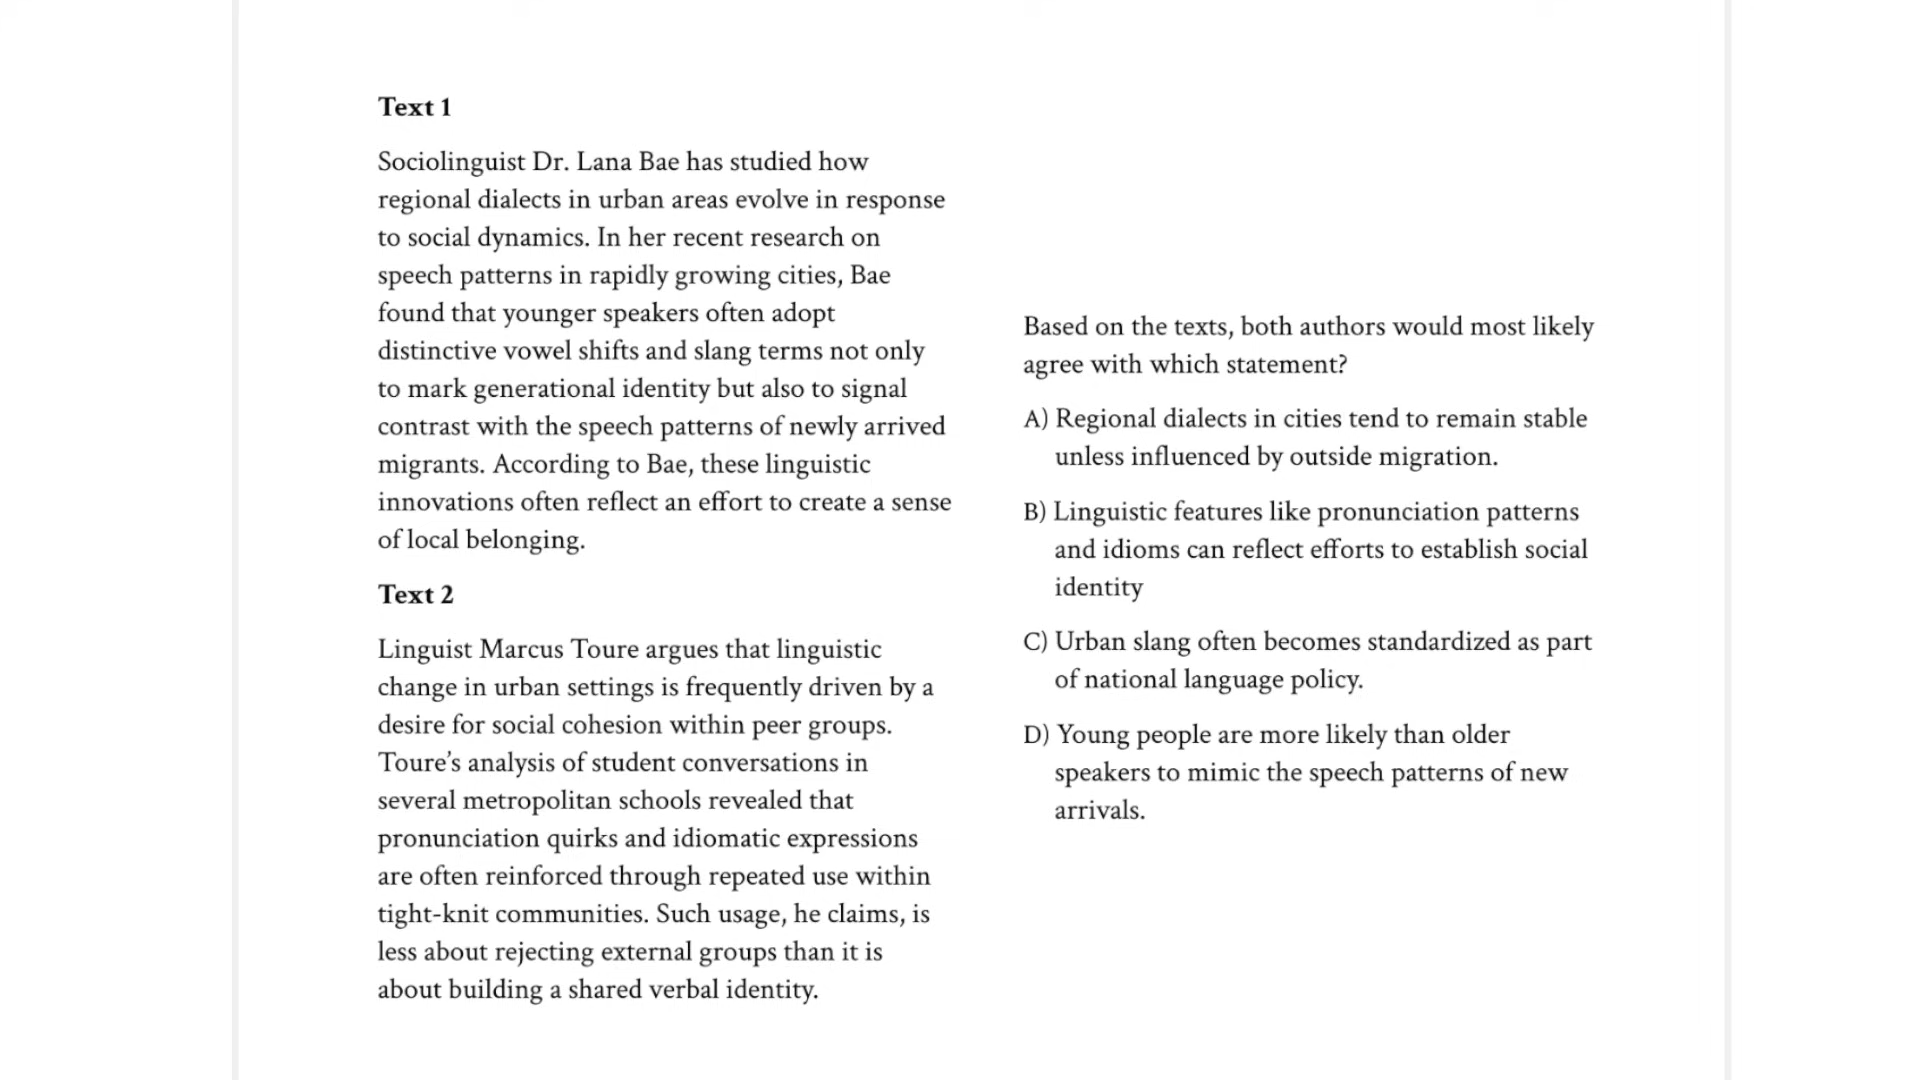 Text 1
Sociolinguist Dr. Lana Bae has studied how
regional dialects in urban areas evolve in response
to social dynamics. In her recent research on
speech patterns in rapidly growing cities, Bae
found that younger speakers often adopt
distinctive vowel shifts and slang terms not only
to mark generational identity but also to signal
contrast with the speech patterns of newly arrived
migrants. According to Bae, these linguistic
innovations often reflect an effort to create a sense
of local belonging.
Text 2
Linguist Marcus Toure argues that linguistic
change in urban settings is frequently driven by a
desire for social cohesion within peer groups.
Toure’s analysis of student conversations in
several metropolitan schools revealed that
pronunciation quirks and idiomatic expressions
are often reinforced through repeated use within
tight-knit communities. Such usage, he claims, is
less about rejecting external groups than it is
about building a shared verbal identity.
Based on the texts, both authors would most likely
agree with which statement?
A) Regional dialects in cities tend to remain stable
unless influenced by outside migration.
B) Linguistic features like pronunciation patterns
and idioms can reflect efforts to establish social
identity
C) Urban slang often becomes standardized as part
of national language policy.
D) Young people are more likely than older
speakers to mimic the speech patterns of new
arrivals.